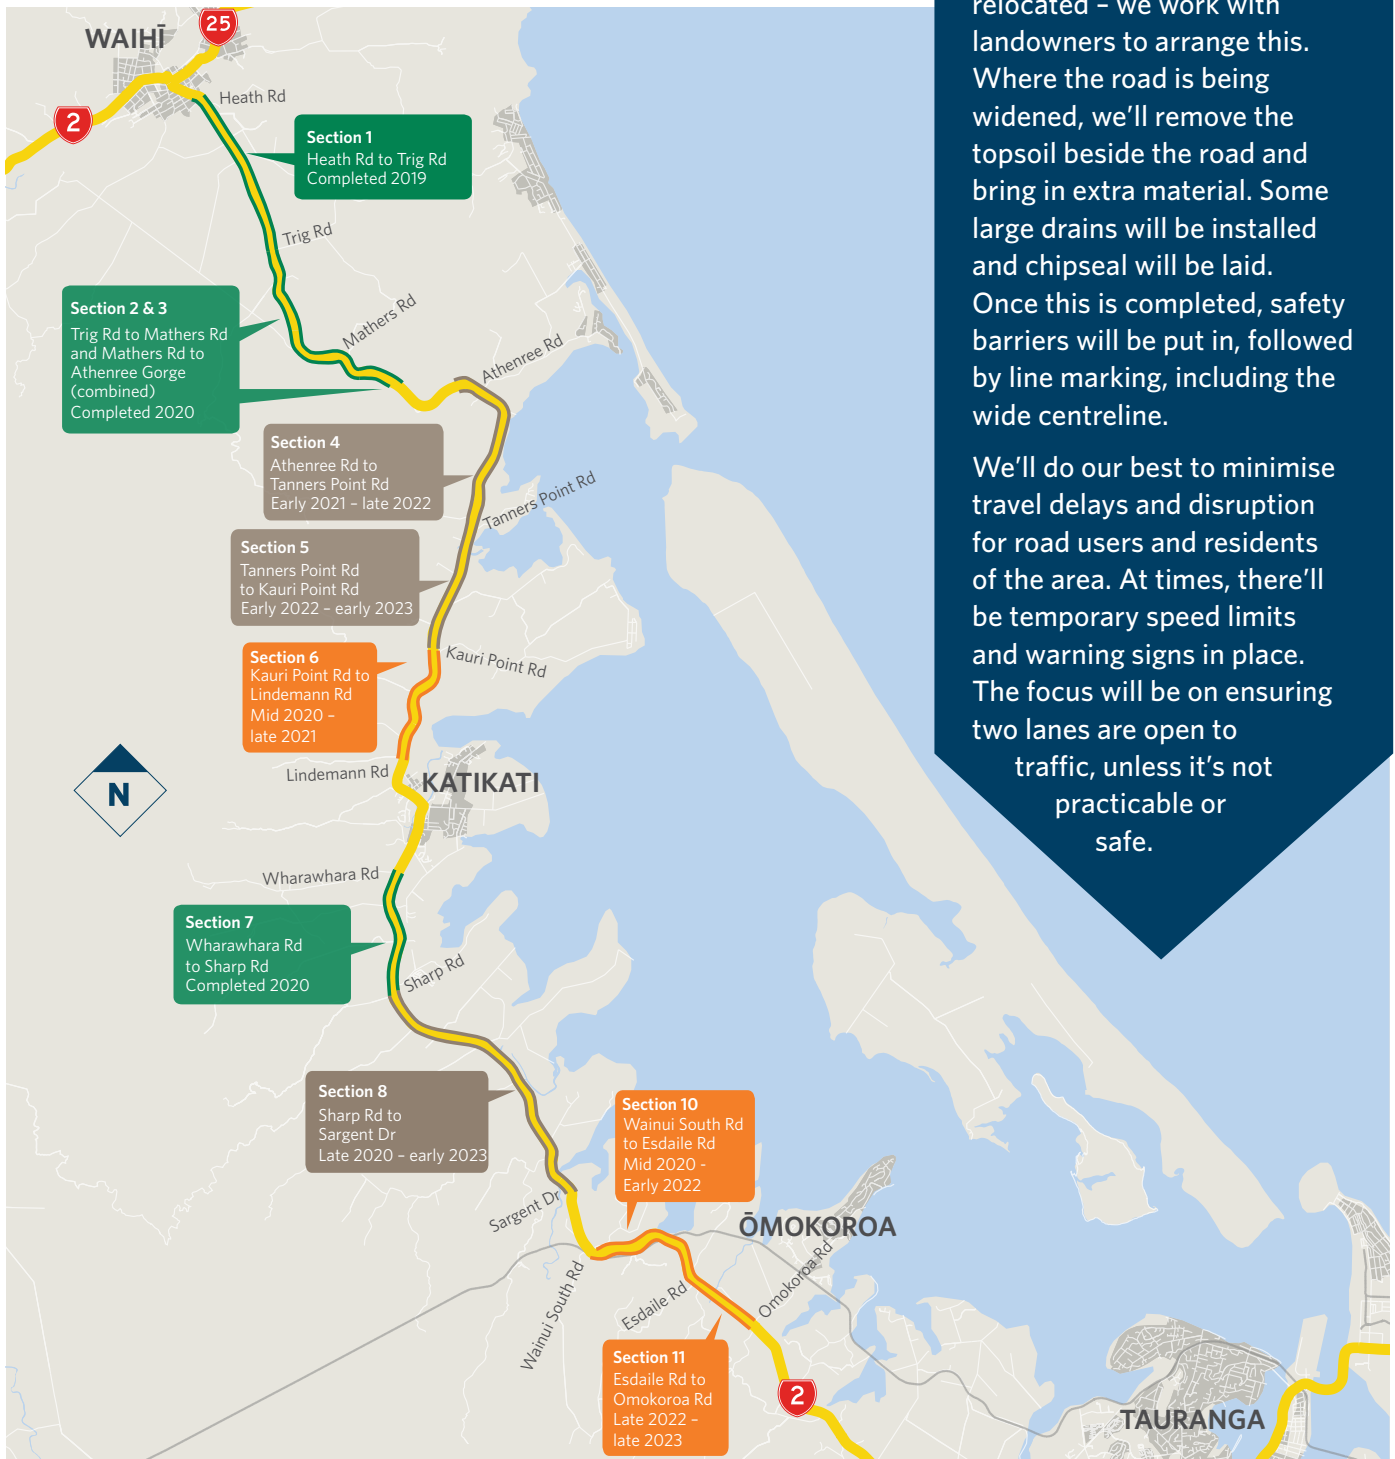 WAIHĪ
25
2
Heath Rd
Section 1
Heath Rd to Trig Rd
Completed 2019
Trig Rd
Section 2 & 3
Trig Rd to Mathers Rd
and Mathers Rd to
Athenree Gorge
(combined)
Completed 2020
Mathers Rd
Athenree Rd
Section 4
Athenree Rd to
Tanners Point Rd
Early 2021 – late 2022
Tanners Point Rd
Section 5
Tanners Point Rd
to Kauri Point Rd
Early 2022 – early 2023
Section 6
Kauri Point Rd to
Lindemann Rd
Mid 2020 –
late 2021
Kauri Point Rd
Lindemann Rd
KATIKATI
N
Wharawhara Rd
Section 7
Wharawhara Rd
to Sharp Rd
Completed 2020
Sharp Rd
Section 8
Sharp Rd to
Sargent Dr
Late 2020 – early 2023
Section 10
Wainui South Rd
to Esdaile Rd
Mid 2020 -
Early 2022
Sargent Dr
ŌMOKOROA
Wainui South Rd
Esdaile Rd
Omokoroa Rd
Section 11
Esdaile Rd to
Omokoroa Rd
Late 2022 –
late 2023
2
TAURANGA
relocated – we work with
landowners to arrange this.
Where the road is being
widened, we'll remove the
topsoil beside the road and
bring in extra material. Some
large drains will be installed
and chipseal will be laid.
Once this is completed, safety
barriers will be put in, followed
by line marking, including the
wide centreline.
We'll do our best to minimise
travel delays and disruption
for road users and residents
of the area. At times, there'll
be temporary speed limits
and warning signs in place.
The focus will be on ensuring
two lanes are open to
traffic, unless it's not
practicable or
safe.